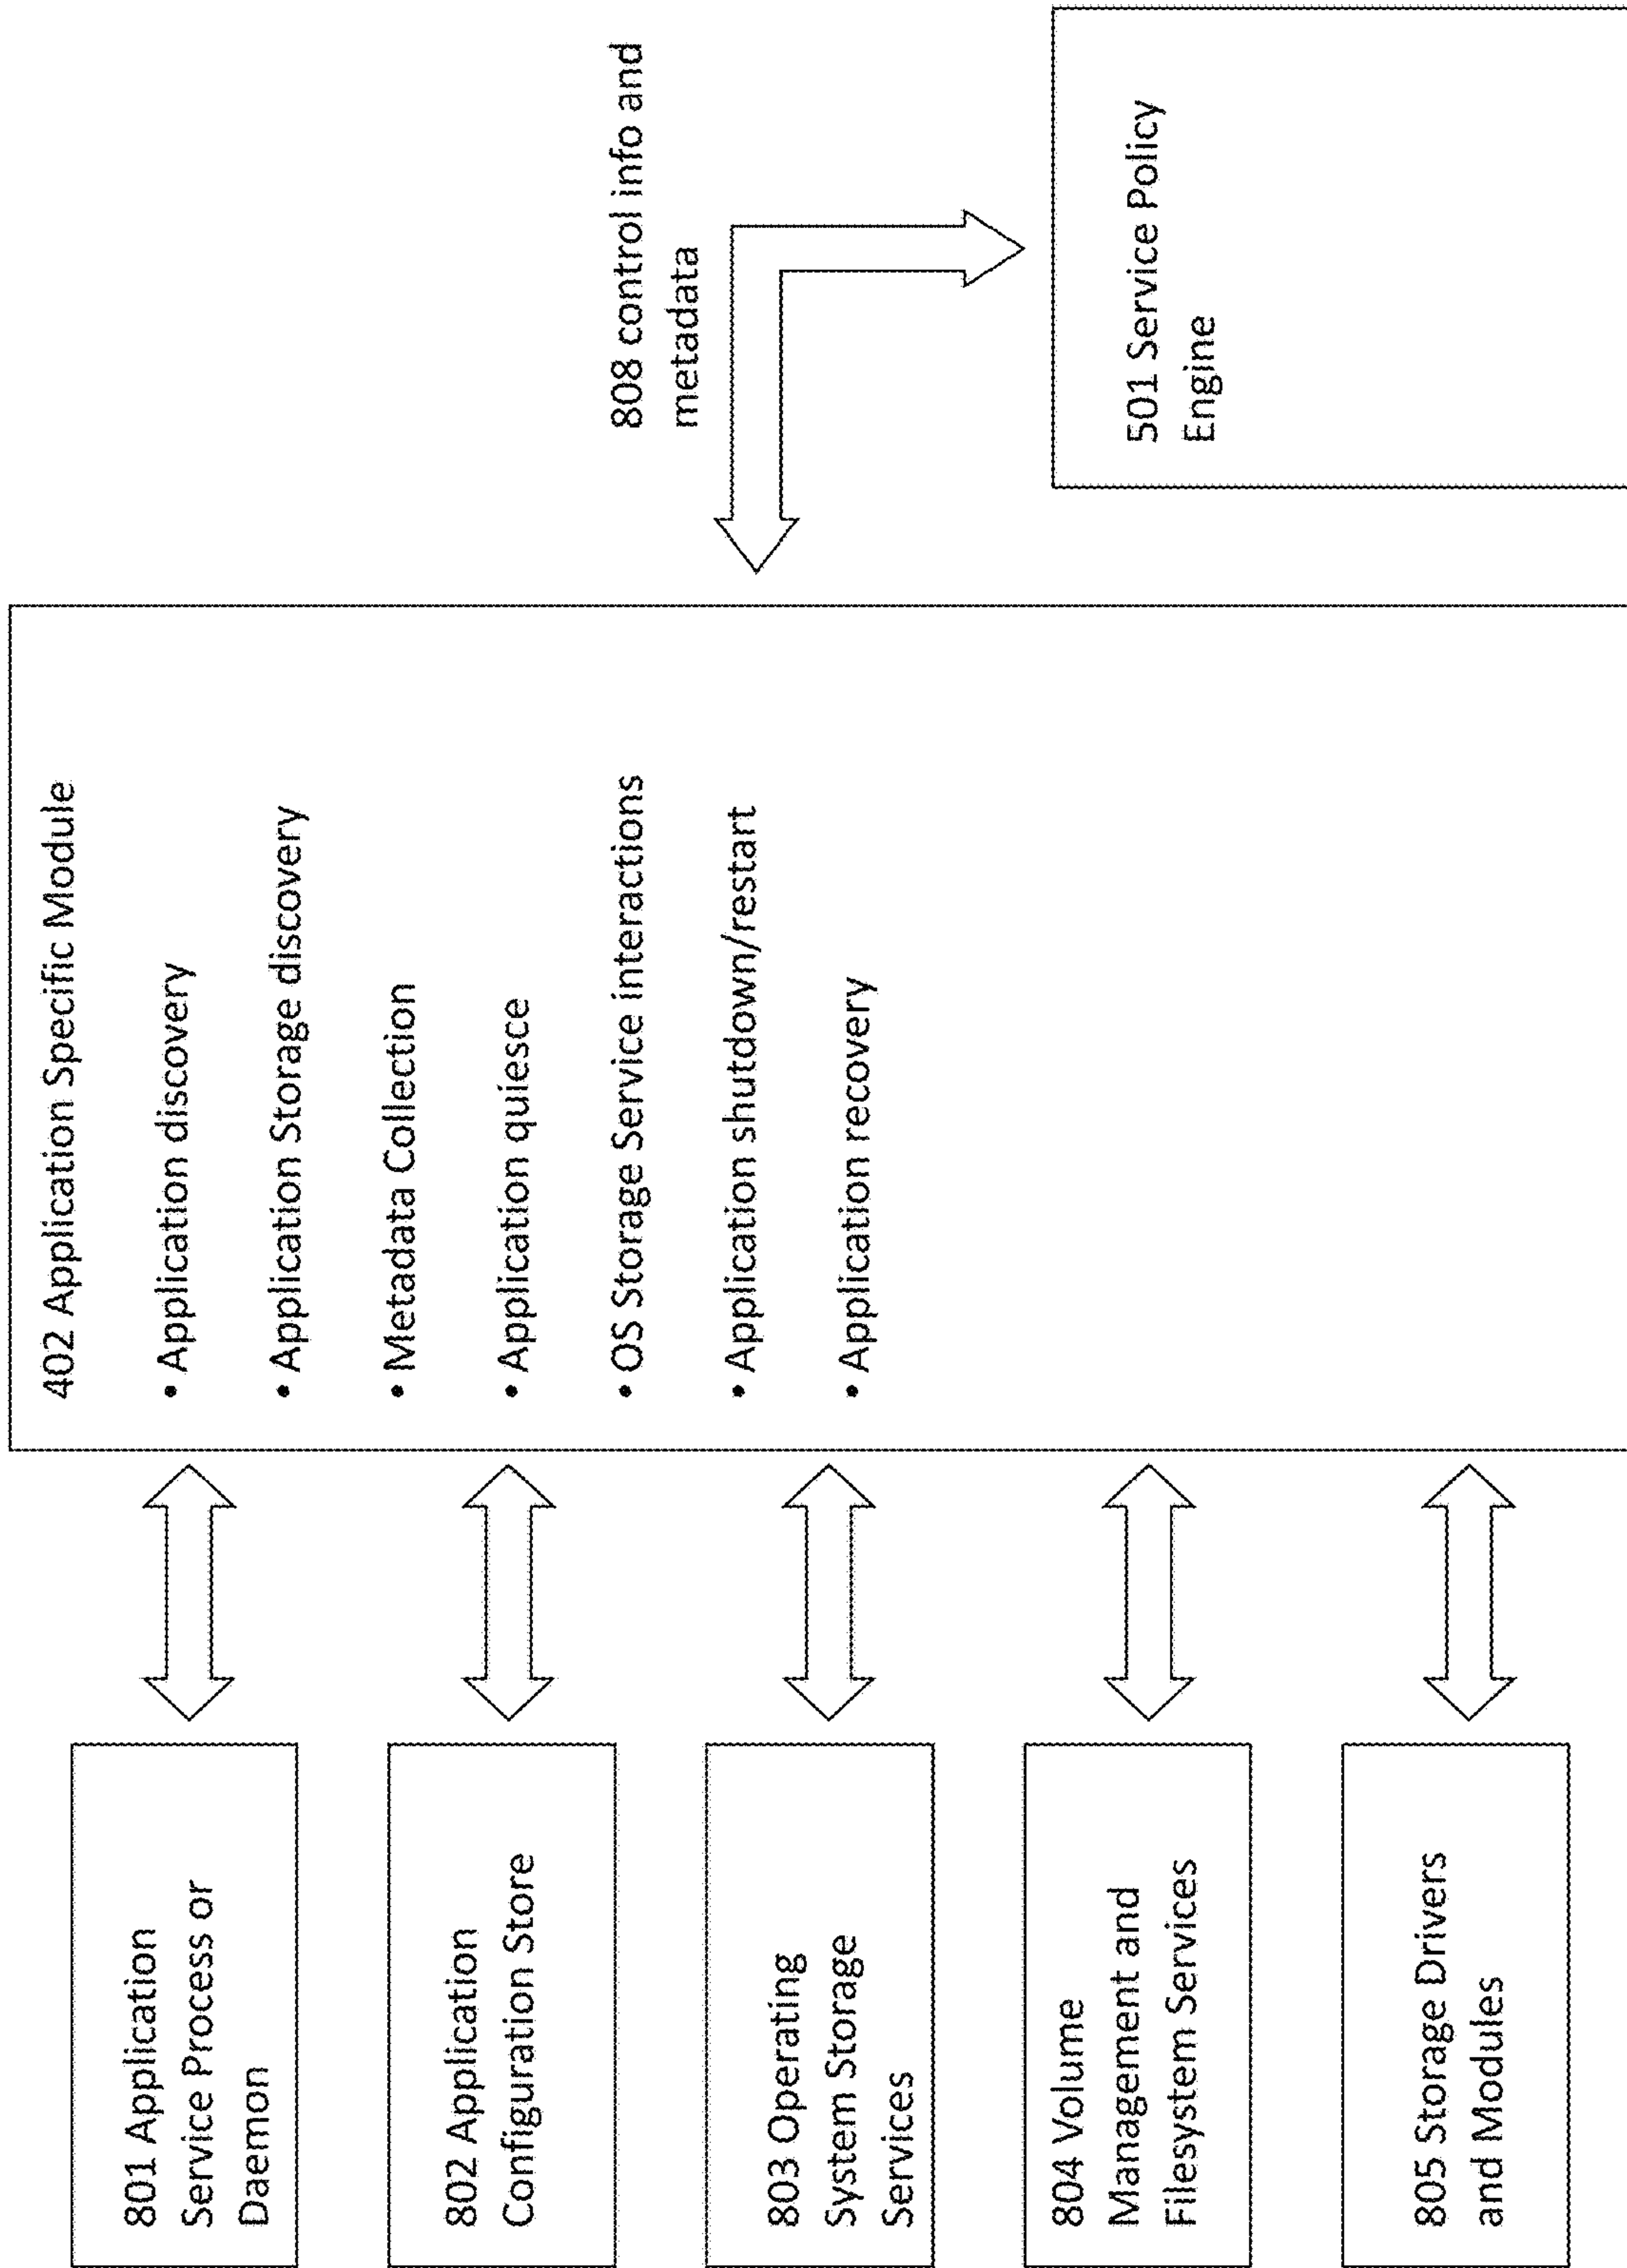 801 Application
Service Process or
Daemon
802 Application
Configuration Store
803 Operating
System Storage
Services
804 Volume
Management and
Filesystem Services
805 Storage Drivers
and Modules
402 Application Specific Module
• Application discovery
• Application Storage discovery
• Metadata Collection
• Application quiesce
• OS Storage Service interactions
• Application shutdown/restart
• Application recovery
808 control info and
metadata
501 Service Policy
Engine